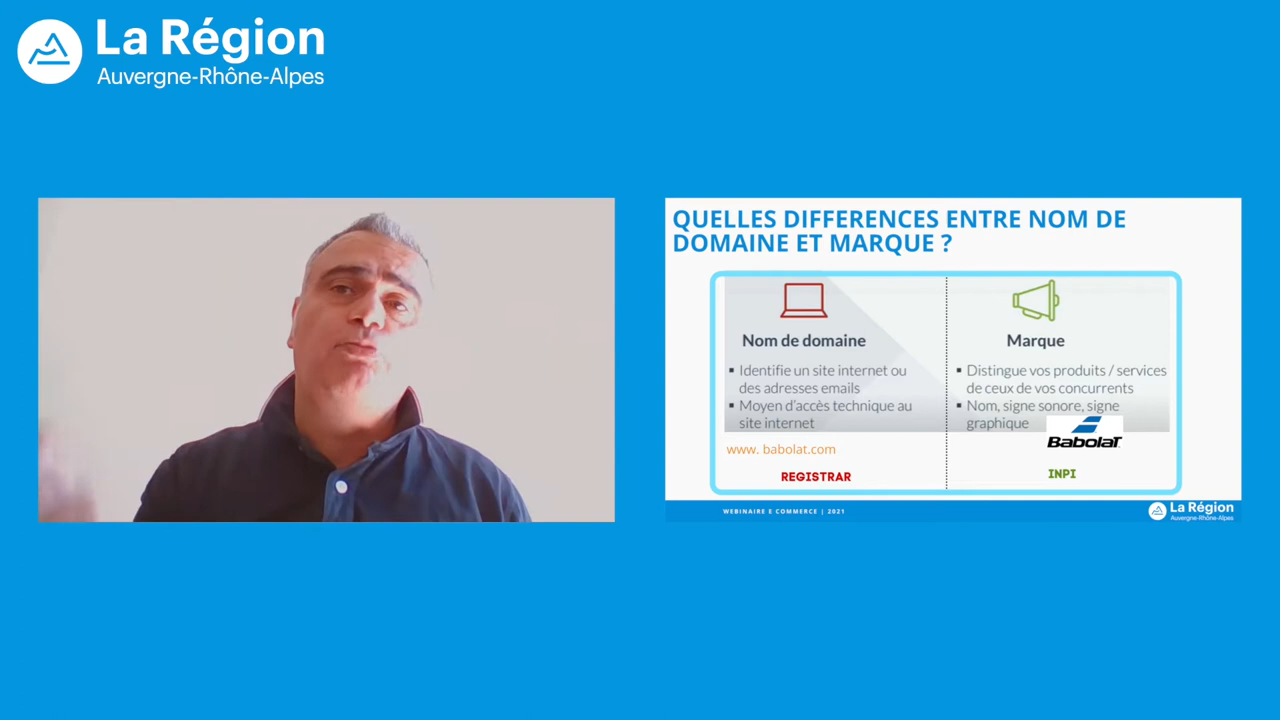 La Région
Auvergne-Rhône-Alpes
QUELLES DIFFERENCES ENTRE NOM DE
DOMAINE ET MARQUE ?
Nom de domaine
▪ Identifie un site internet ou
des adresses emails
▪ Moyen d'accès technique au
site internet
www. babolat.com
REGISTRAR
Marque
▪ Distingue vos produits / services
de ceux de vos concurrents
▪ Nom, signe sonore, signe
graphique
BABOLAT
INPI
WEBINAIRE E COMMERCE | 2021
La Région
Auvergne-Rhône-Alpes